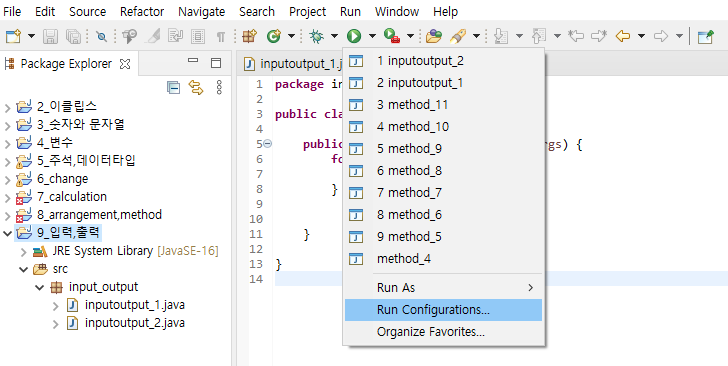 File Edit Source Refactor Navigate Search Project Run Window Help
Package Explorer
2_이클립스
3_숫자와 문자열
4_변수
5_주석,데이터타입
6_change
7_calculation
8_arrangement,method
9_입력,출력
JRE System Library [JavaSE-16]
src
input_output
inputoutput_1.java
inputoutput_2.java
inputoutput_1.j
1 package in
2
3 public cla
4
5 public rgs) {
6 fo
7
8 }
9
10
11 }
12
13 }
14
1 inputoutput_2
2 inputoutput_1
3 method_11
4 method_10
5 method_9
6 method_8
7 method_7
8 method_6
9 method_5
method_4
Run As
Run Configurations...
Organize Favorites...